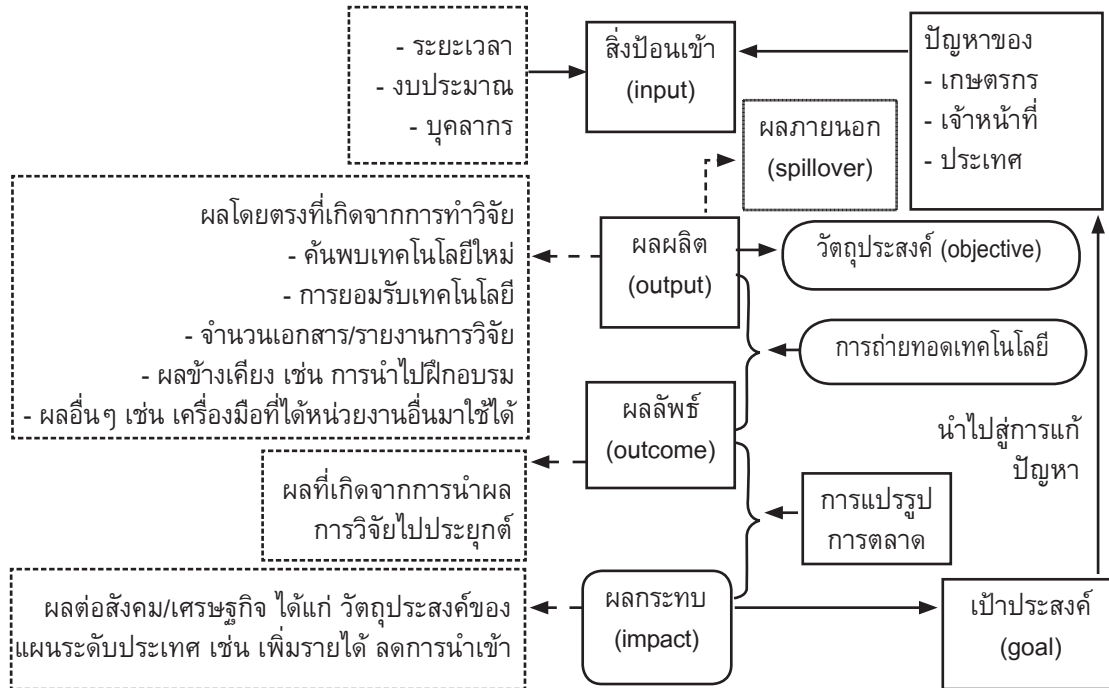 - ระยะเวลา
- งบประมาณ
- บุคลากร
สิ่งป้อนเข้า
(input)
ปัญหาของ
- เกษตรกร
- เจ้าหน้าที่
- ประเทศ
ผลภายนอก
(spillover)
ผลโดยตรงที่เกิดจากการทำวิจัย
- ค้นพบเทคโนโลยีใหม่
- การยอมรับเทคโนโลยี
- จำนวนเอกสาร/รายงานการวิจัย
- ผลข้างเคียง เช่น การนำไปฝึกอบรม
- ผลอื่นๆ เช่น เครื่องมือที่ได้หน่วยงานอื่นมาใช้ได้
ผลผลิต
(output)
วัตถุประสงค์ (objective)
การถ่ายทอดเทคโนโลยี
ผลลัพธ์
(outcome)
นำไปสู่การแก้
ปัญหา
ผลที่เกิดจากการนำผล
การวิจัยไปประยุกต์
การแปรรูป
การตลาด
ผลต่อสังคม/เศรษฐกิจ ได้แก่ วัตถุประสงค์ของ
แผนระดับประเทศ เช่น เพิ่มรายได้ ลดการนำเข้า
ผลกระทบ
(impact)
เป้าประสงค์
(goal)